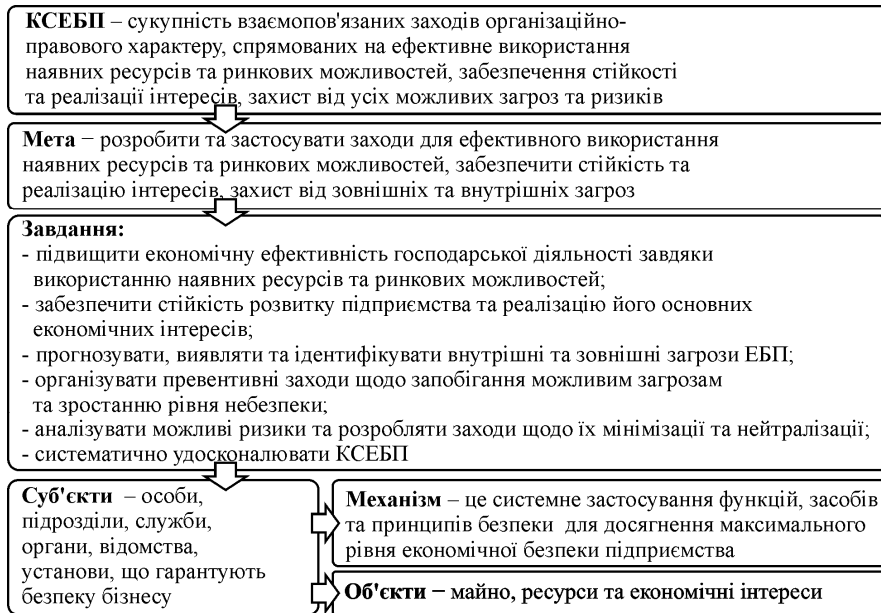 КСЕБП – сукупність взаємопов'язаних заходів організаційно-
правового характеру, спрямованих на ефективне використання
наявних ресурсів та ринкових можливостей, забезпечення стійкості
та реалізації інтересів, захист від усіх можливих загроз та ризиків
Мета – розробити та застосувати заходи для ефективного використання
наявних ресурсів та ринкових можливостей, забезпечити стійкість та
реалізацію інтересів, захист від зовнішніх та внутрішніх загроз
Завдання:
- підвищити економічну ефективність господарської діяльності завдяки
використанню наявних ресурсів та ринкових можливостей;
- забезпечити стійкість розвитку підприємства та реалізацію його основних
економічних інтересів;
- прогнозувати, виявляти та ідентифікувати внутрішні та зовнішні загрози ЕБП;
- організувати превентивні заходи щодо запобігання можливим загрозам
та зростанню рівня небезпеки;
- аналізувати можливі ризики та розробляти заходи щодо їх мінімізації та нейтралізації;
- систематично удосконалювати КСЕБП
Суб'єкти – особи,
підрозділи, служби,
органи, відомства,
установи, що гарантують
безпеку бізнесу
Механізм – це системне застосування функцій, засобів
та принципів безпеки для досягнення максимального
рівня економічної безпеки підприємства
Об'єкти – майно, ресурси та економічні інтереси